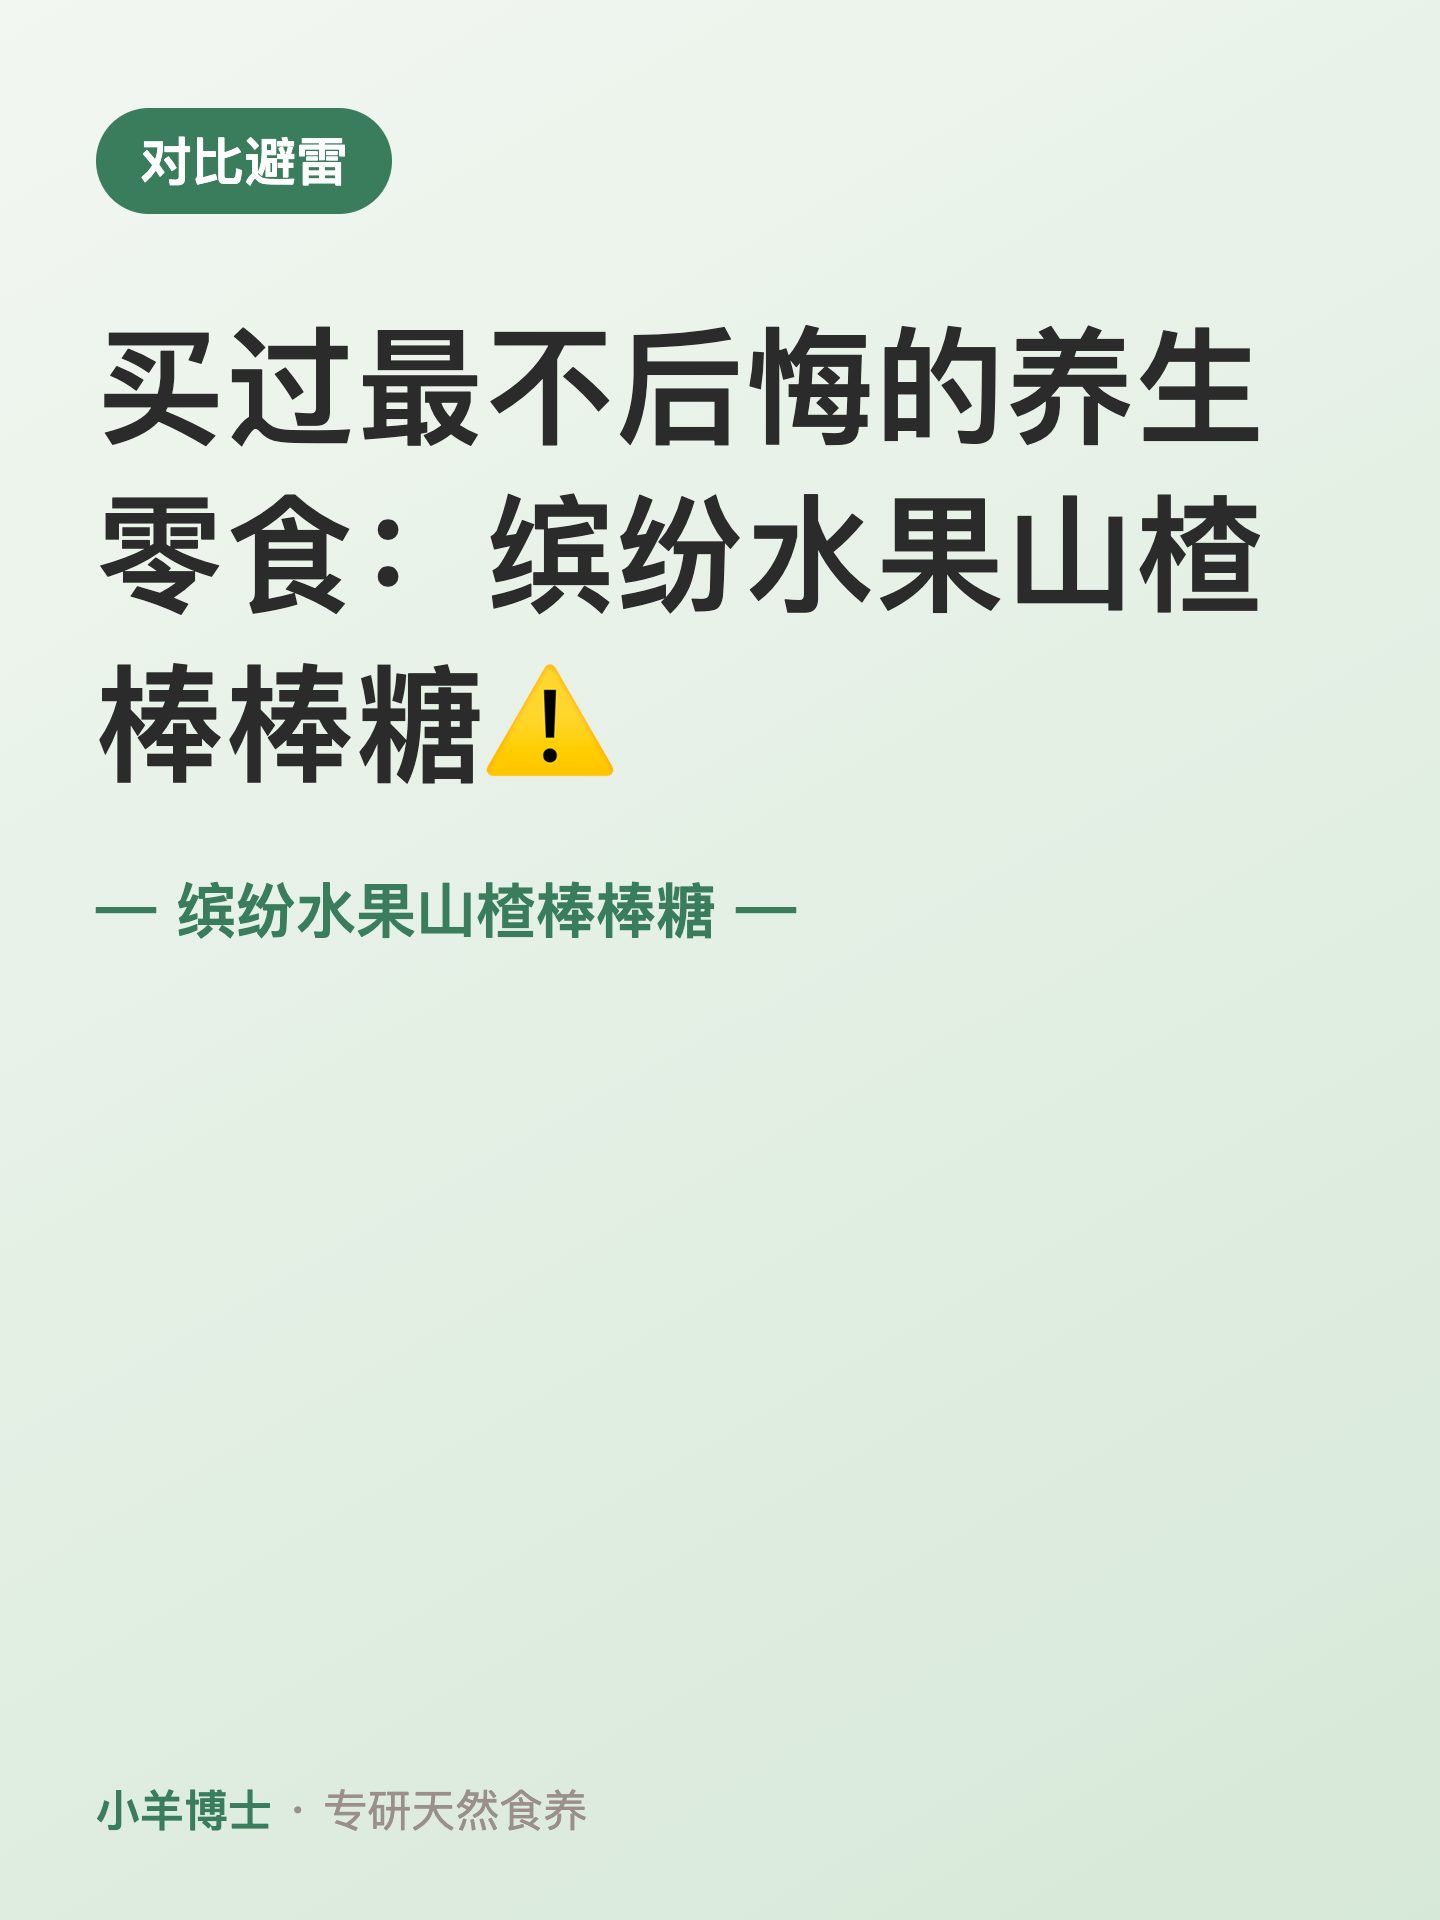 对比避雷
买过最不后悔的养生
零食：缤纷水果山楂
棒棒糖⚠️
— 缤纷水果山楂棒棒糖 —
小羊博士 · 专研天然食养